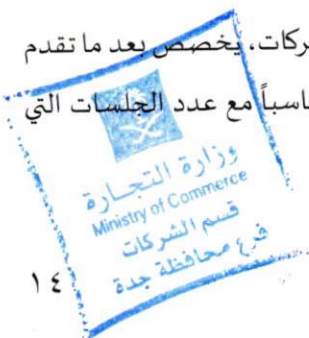 ركات، يخصص بعد ما تقدم
اسباً مع عدد الجلسات التي
وزارة التجارة
Ministry of Commerce
قسم الشركات
فرع محافظة جدة
١٤